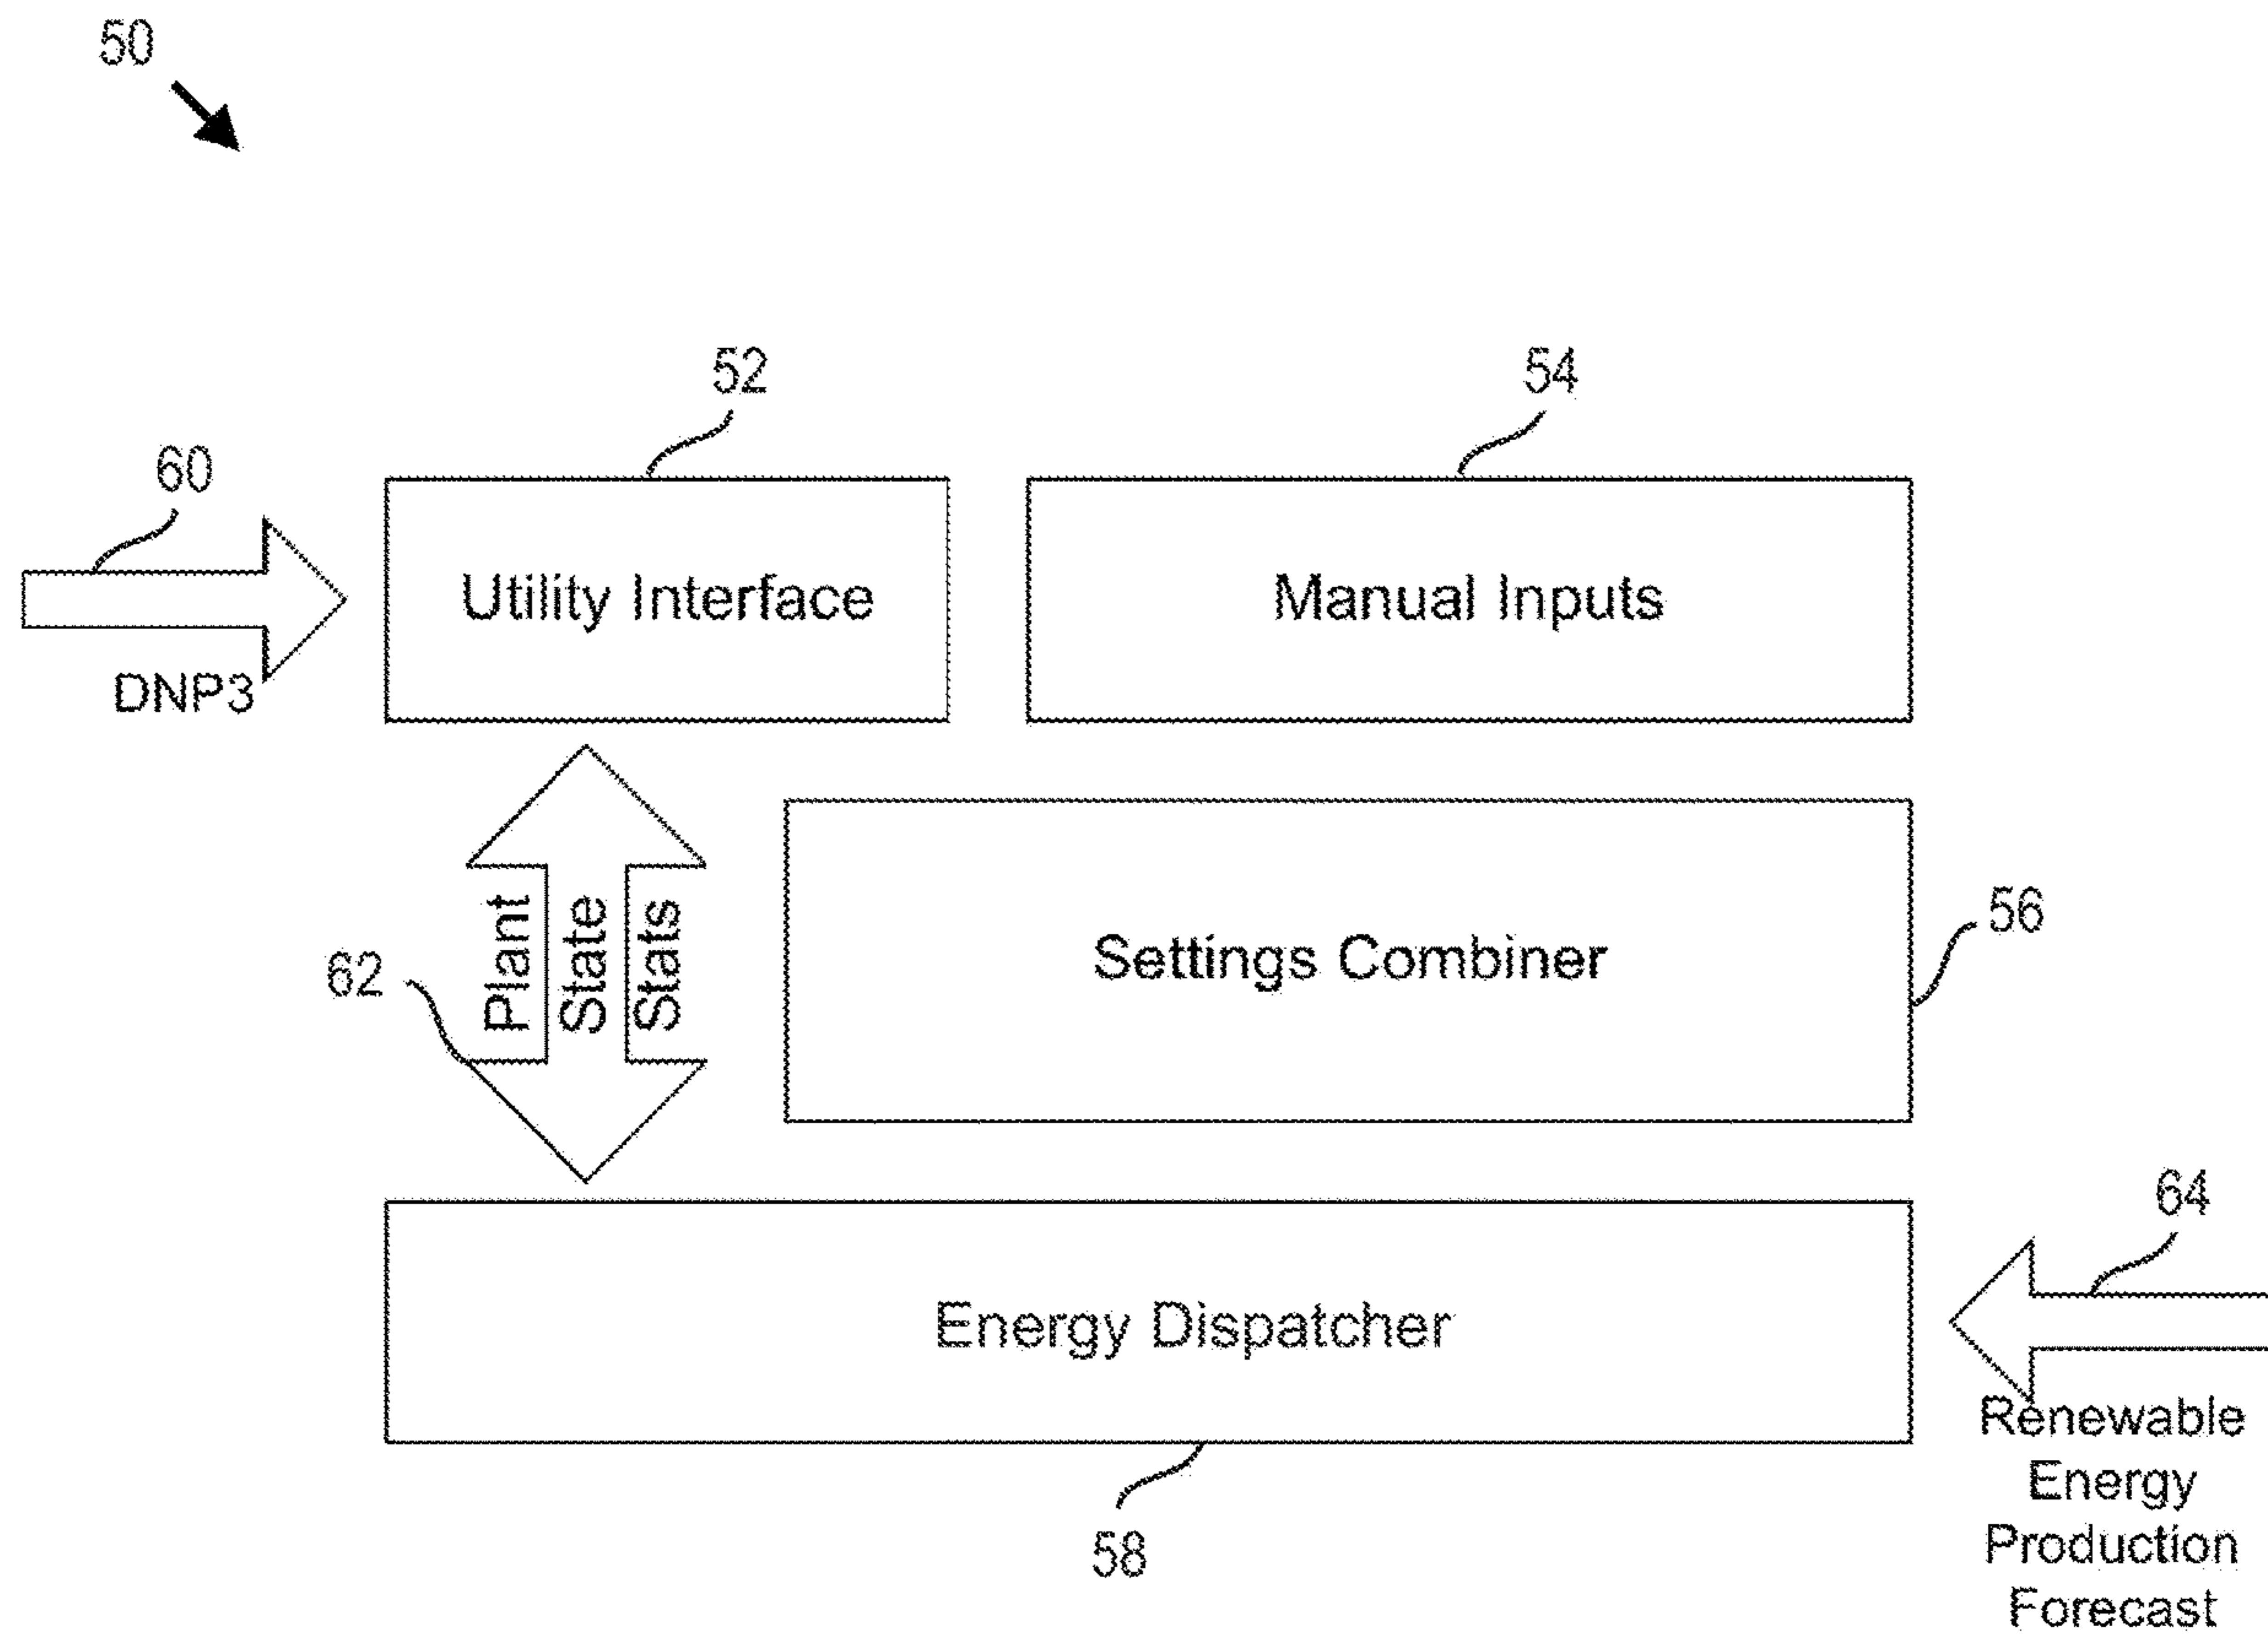 50
52
54
60
Utility Interface
Manual Inputs
DNP3
Plant
State
Stats
62
Settings Combiner
56
64
Energy Dispatcher
Renewable
Energy
Production
Forecast
58